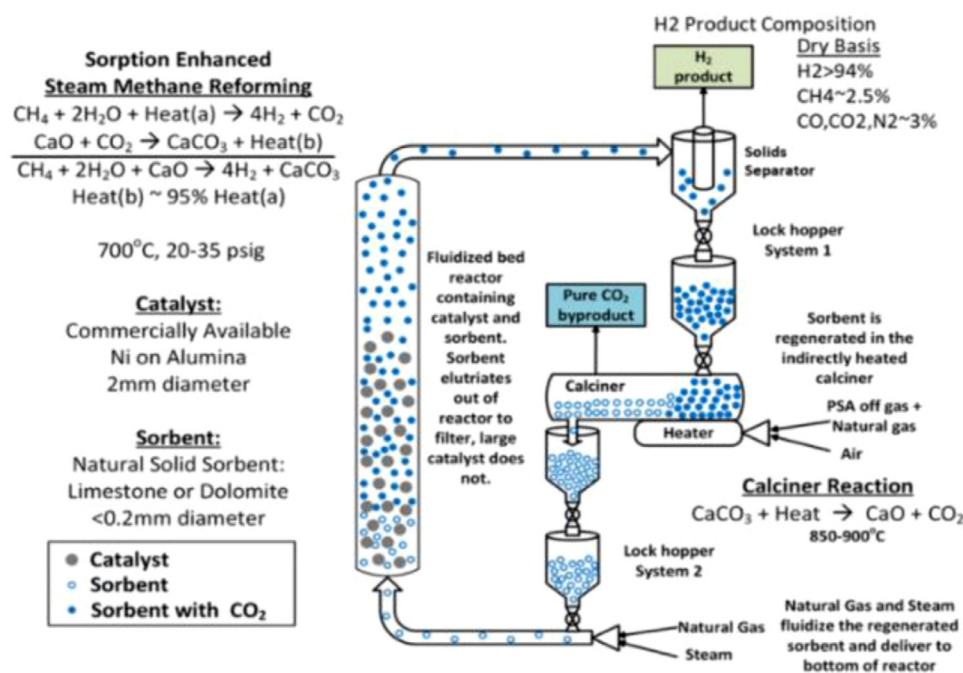 Sorption Enhanced
Steam Methane Reforming
CH₄ + 2H₂O + Heat(a) → 4H₂ + CO₂
CaO + CO₂ → CaCO₃ + Heat(b)
CH₄ + 2H₂O + CaO → 4H₂ + CaCO₃
Heat(b) ~ 95% Heat(a)
700°C, 20-35 psig
Catalyst:
Commercially Available
Ni on Alumina
2mm diameter
Sorbent:
Natural Solid Sorbent:
Limestone or Dolomite
<0.2mm diameter
Catalyst
Sorbent
Sorbent with CO₂
Fluidized bed
reactor
containing
catalyst and
sorbent.
Sorbent
elutriates
out of
reactor to
filter, large
catalyst does
not.
H2 Product Composition
H₂
product
Dry Basis
H2>94%
CH4~2.5%
CO,CO2,N2~3%
Solids
Separator
Lock hopper
System 1
Pure CO₂
byproduct
Sorbent is
regenerated in the
indirectly heated
calciner
Calciner
Heater
PSA off gas +
Natural gas
Air
Calciner Reaction
CaCO₃ + Heat → CaO + CO₂
850-900°C
Lock hopper
System 2
Natural Gas
Steam
Natural Gas and Steam
fluidize the regenerated
sorbent and deliver to
bottom of reactor